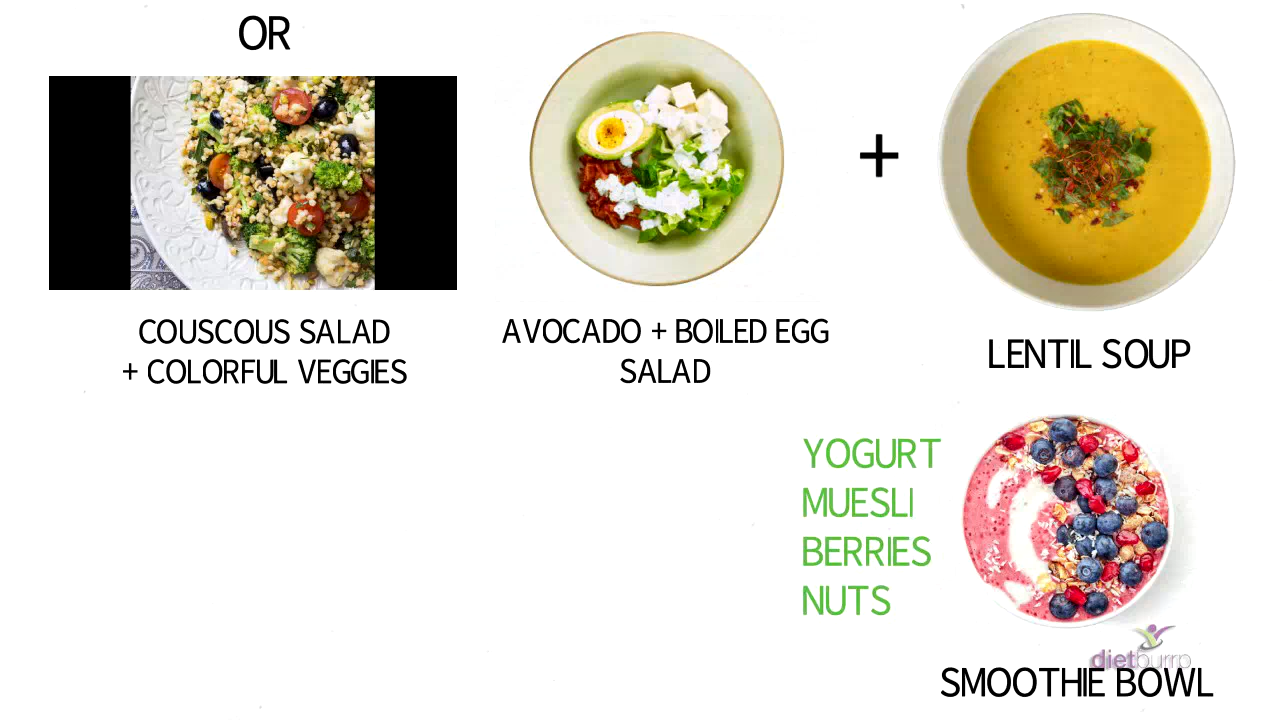 OR
COUSCOUS SALAD
+ COLORFUL VEGGIES
AVOCADO + BOILED EGG
SALAD
+
LENTIL SOUP
YOGURT
MUESLI
BERRIES
NUTS
dietburrp
SMOOTHIE BOWL